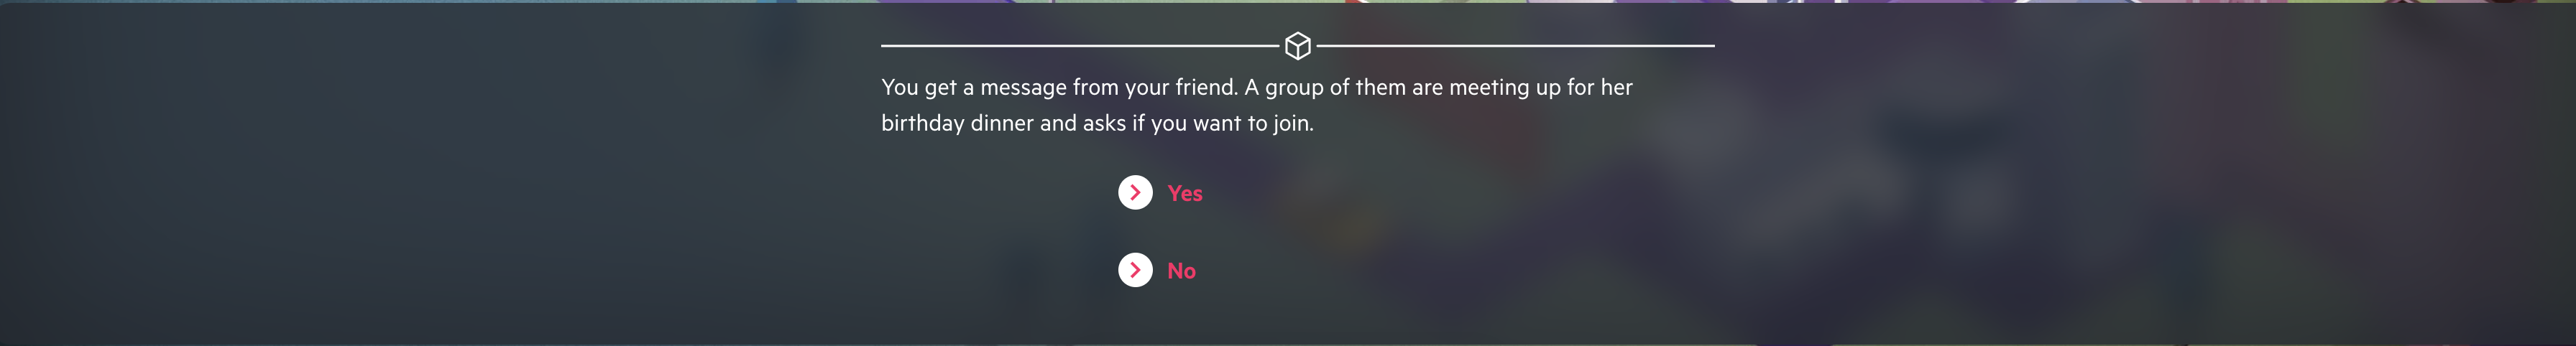 You get a message from your friend. A group of them are meeting up for her
birthday dinner and asks if you want to join.
Yes
No